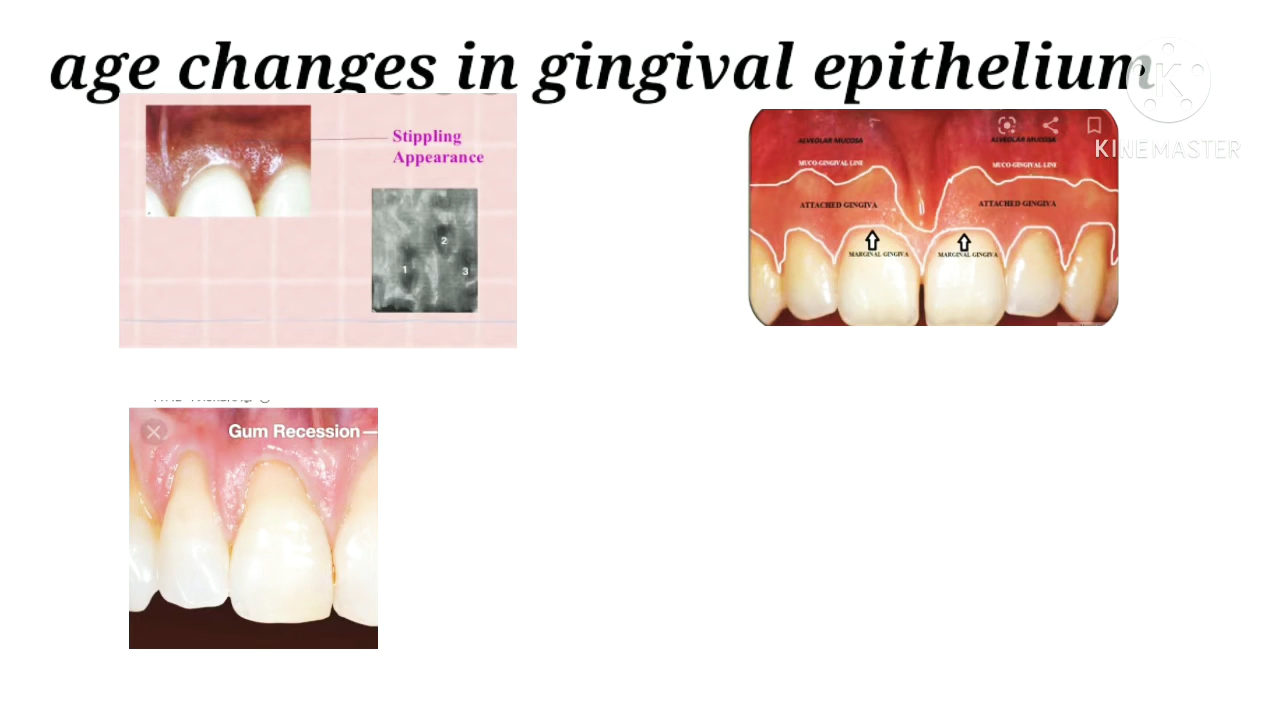 age changes in gingival epithelium
KINEMASTER
Stippling
Appearance
1
2
3
ALVEOLAR MUCOSA
ALVEOLAR MUCOSA
MUCO-GINGIVAL LINE
MUCO-GINGIVAL LINE
ATTACHED GINGIVA
ATTACHED GINGIVA
MARGINAL GINGIVA
MARGINAL GINGIVA
Gum Recession